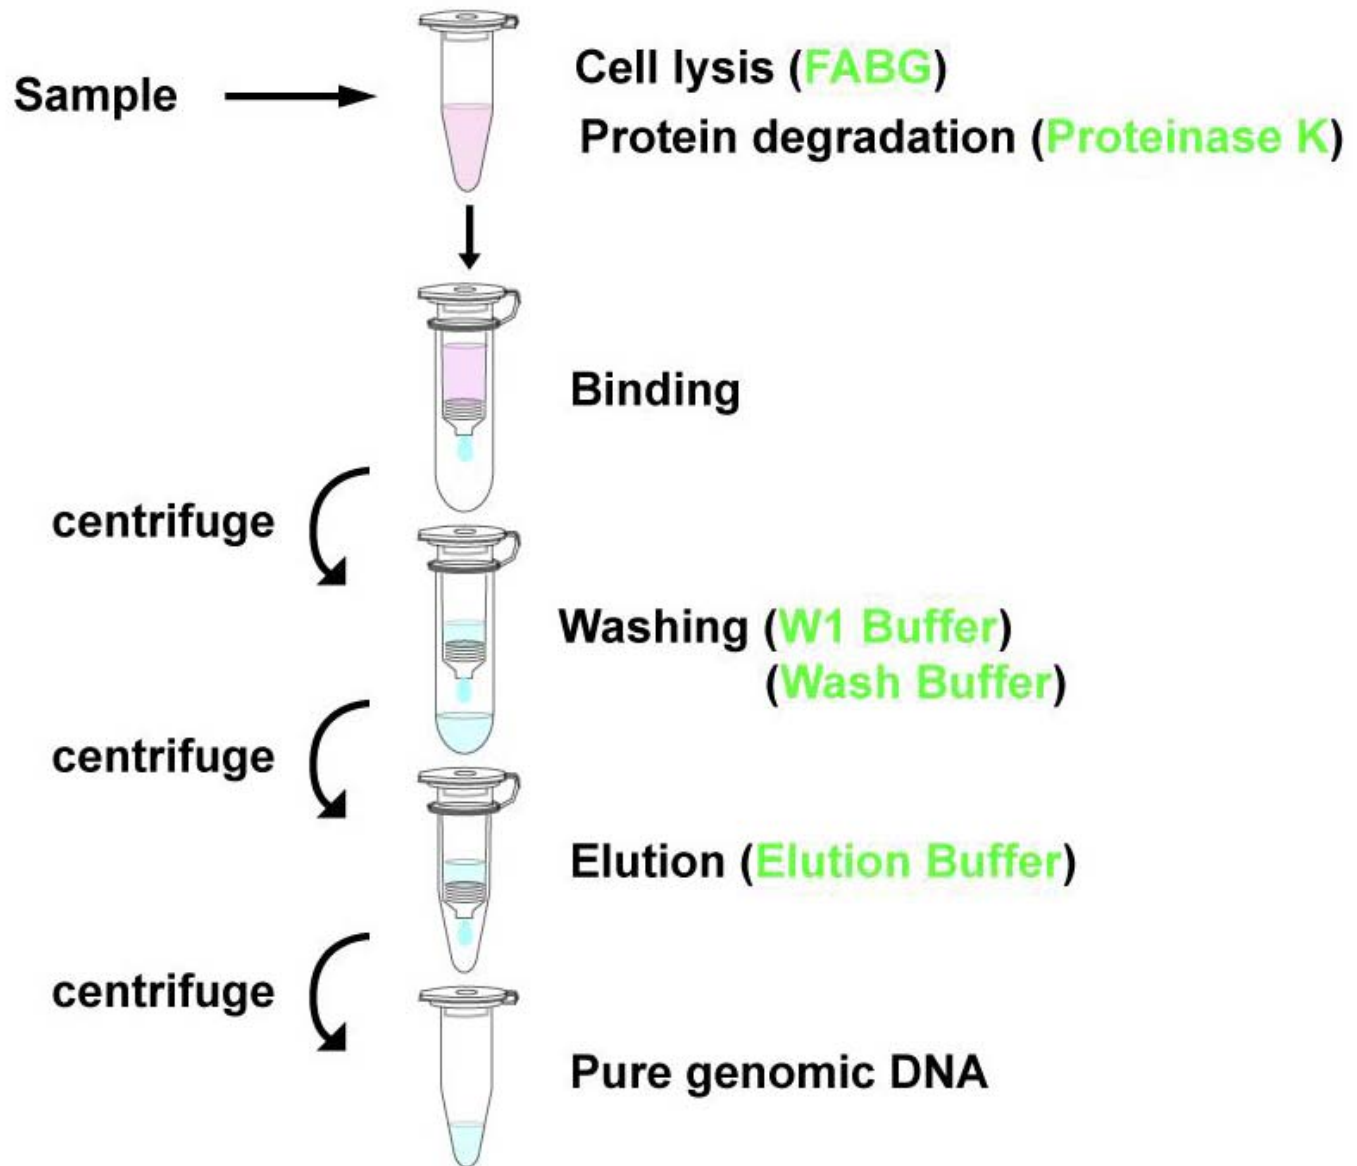 Cell lysis (FABG)
Sample
Protein degradation (Proteinase K)
Binding
centrifuge
Washing (W1 Buffer)
(Wash Buffer)
centrifuge
Elution (Elution Buffer)
centrifuge
Pure genomic DNA